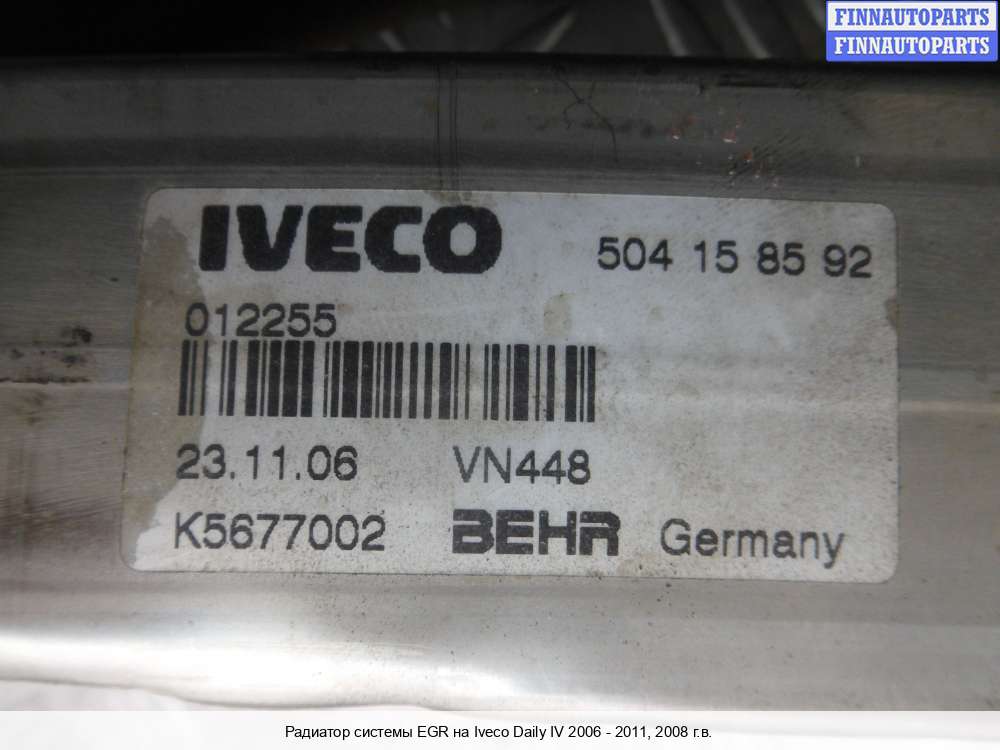 FINNAUTOPARTS
FINNAUTOPARTS
IVECO 504 15 85 92
012255
23.11.06 VN448
K5677002 BEHR Germany
Радиатор системы EGR на Iveco Daily IV 2006 - 2011, 2008 г.в.